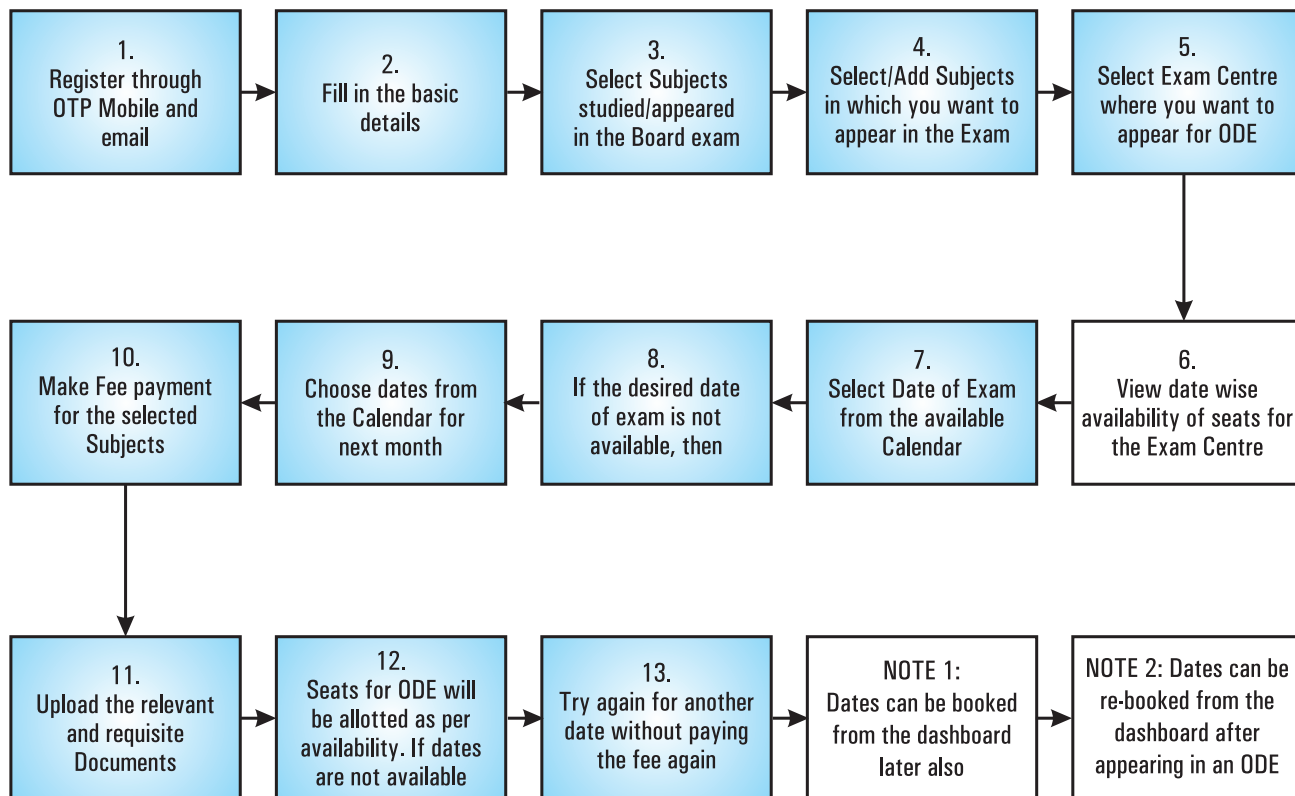 1.
Register through
OTP Mobile and
email
2.
Fill in the basic
details
3.
Select Subjects
studied/appeared
in the Board exam
4.
Select/Add Subjects
in which you want to
appear in the Exam
5.
Select Exam Centre
where you want to
appear for ODE
6.
View date wise
availability of seats for
the Exam Centre
7.
Select Date of Exam
from the available
Calendar
8.
If the desired date
of exam is not
available, then
9.
Choose dates from
the Calendar for
next month
10.
Make Fee payment
for the selected
Subjects
11.
Upload the relevant
and requisite
Documents
12.
Seats for ODE will
be allotted as per
availability. If dates
are not available
13.
Try again for another
date without paying
the fee again
NOTE 1:
Dates can be booked
from the dashboard
later also
NOTE 2: Dates can be
re-booked from the
dashboard after
appearing in an ODE